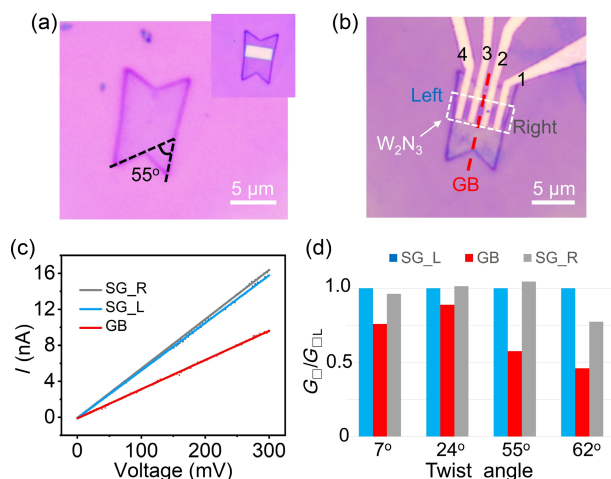 (a)
55°
5 μm
(b)
4
3
2
1
Left
Right
W₂N₃
GB
5 μm
(c)
16
12
8
4
0
I (nA)
SG_R
SG_L
GB
0
100
200
300
Voltage (mV)
(d)
SG_L
GB
SG_R
1.0
0.5
0
G□/G□L
7°
24°
55°
62°
Twist angle